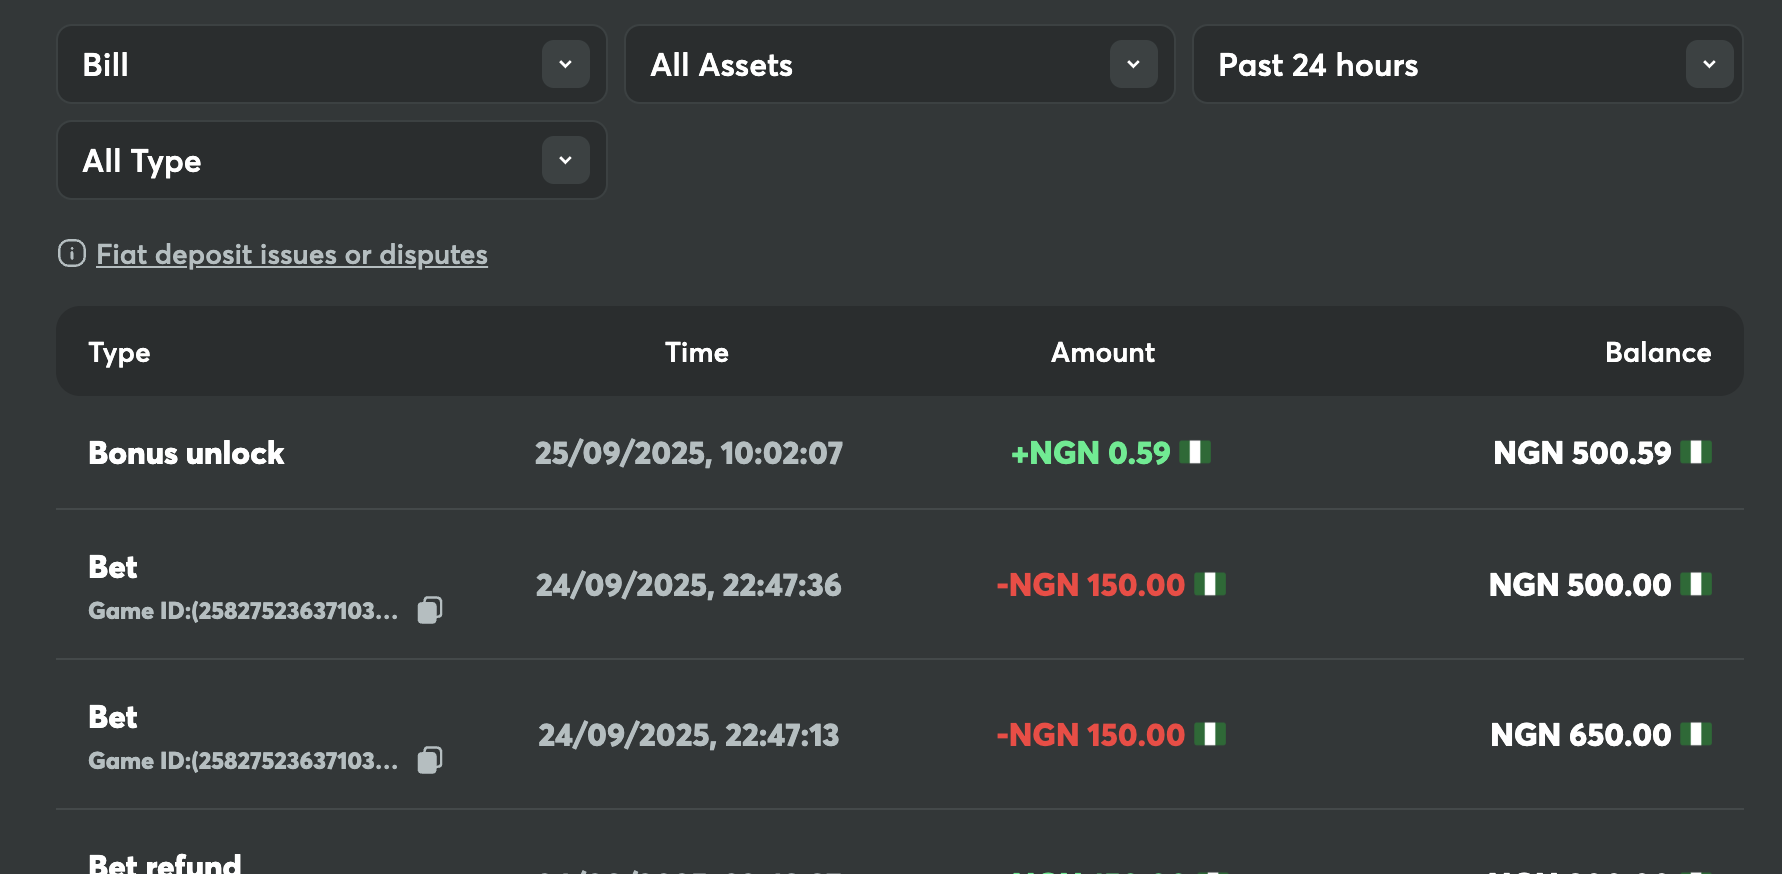 Bill
All Assets
Past 24 hours
All Type
Fiat deposit issues or disputes
Type Time Amount Balance
Bonus unlock 25/09/2025, 10:02:07 +NGN 0.59 NGN 500.59
Bet
Game ID:(25827523637103... 24/09/2025, 22:47:36 -NGN 150.00 NGN 500.00
Bet
Game ID:(25827523637103... 24/09/2025, 22:47:13 -NGN 150.00 NGN 650.00
Bet refund